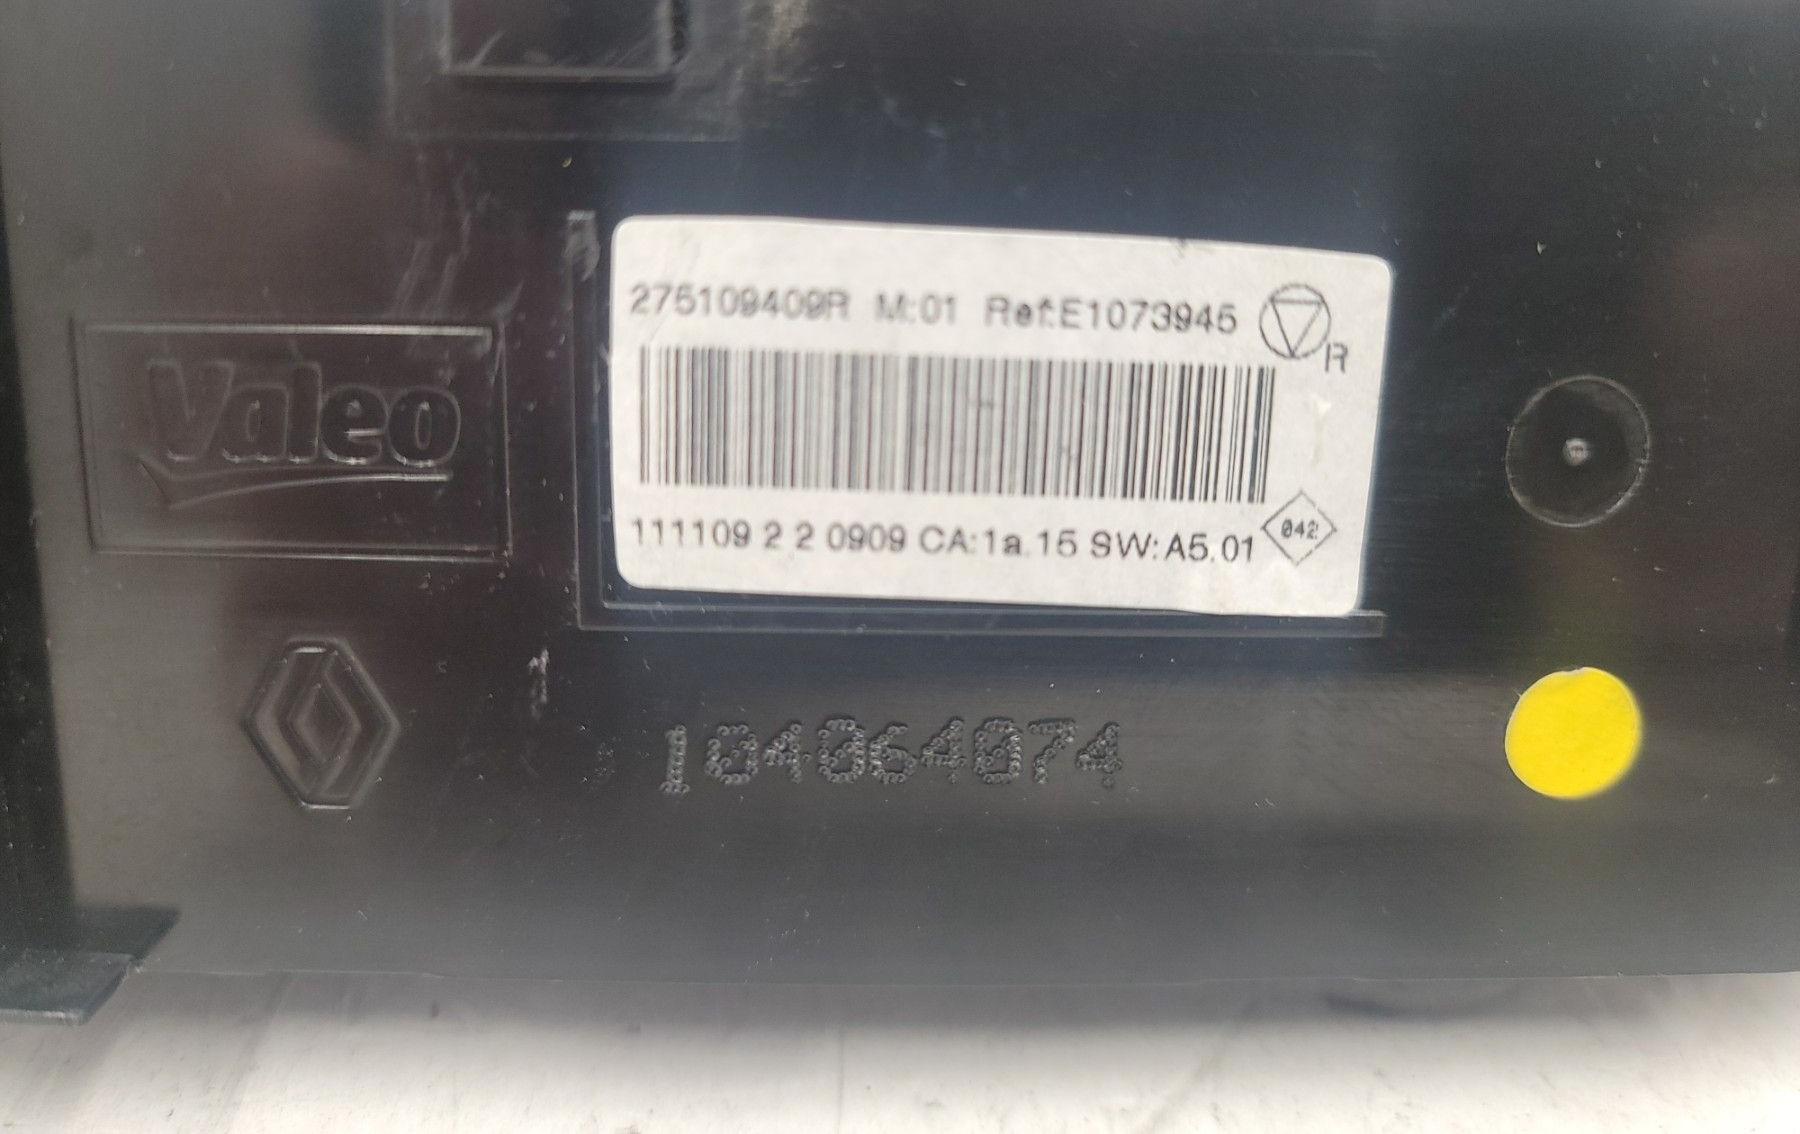 275109409R M:01 Ref:E1073945
R
Valeo
111109 2 2 0909 CA:1a.15 SW:A5.01
042
104064074